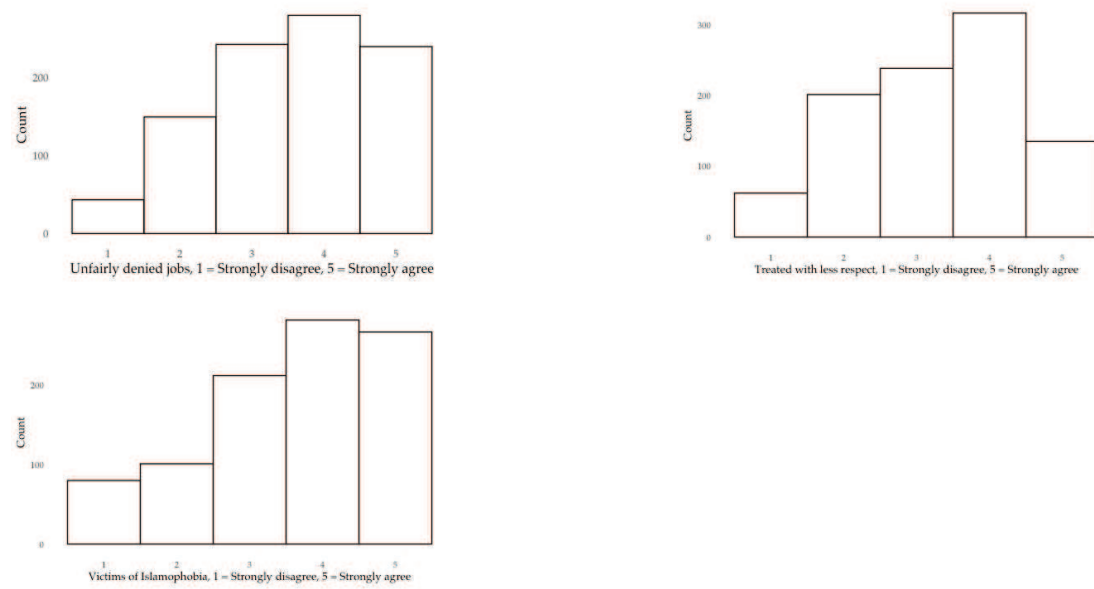 Count
200
100
0
1 2 3 4 5
Unfairly denied jobs, 1 = Strongly disagree, 5 = Strongly agree
Count
300
200
100
0
1 2 3 4 5
Treated with less respect, 1 = Strongly disagree, 5 = Strongly agree
Count
200
100
0
1 2 3 4 5
Victims of Islamophobia, 1 = Strongly disagree, 5 = Strongly agree